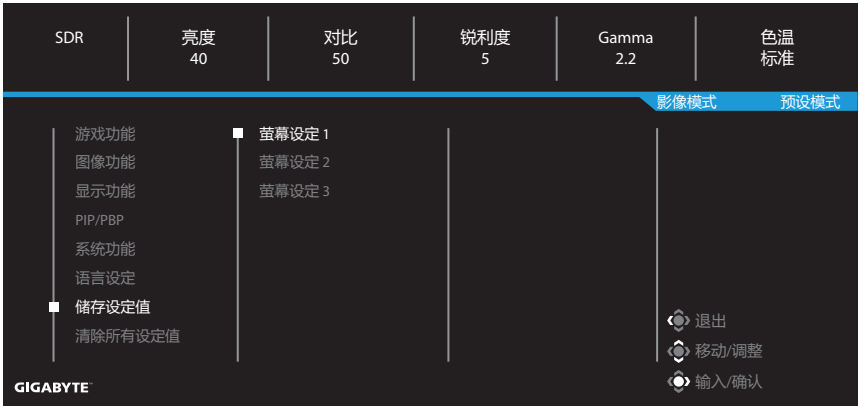 SDR 亮度 对比 锐利度 Gamma 色温
40 50 5 2.2 标准
影像模式 预设模式
游戏功能 萤幕设定 1
图像功能 萤幕设定 2
显示功能 萤幕设定 3
PIP/PBP
系统功能
语言设定
储存设定值
清除所有设定值
退出
移动/调整
输入/确认
GIGABYTE™